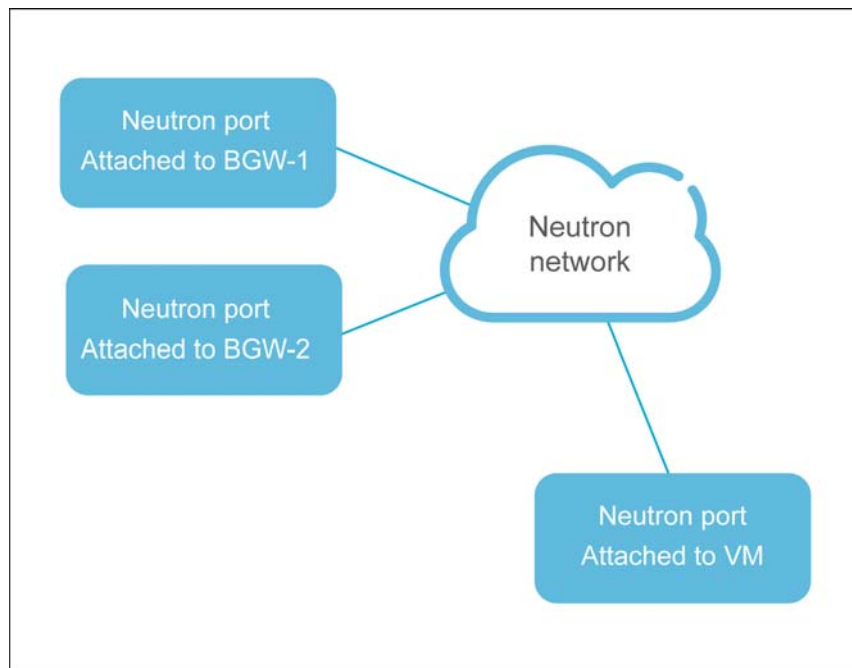 Neutron port
Attached to BGW-1
Neutron port
Attached to BGW-2
Neutron
network
Neutron port
Attached to VM